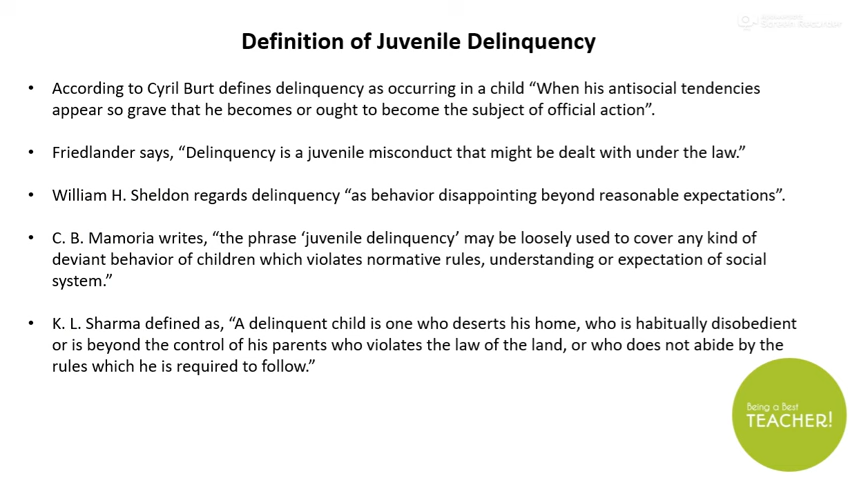 Definition of Juvenile Delinquency
• According to Cyril Burt defines delinquency as occurring in a child “When his antisocial tendencies
appear so grave that he becomes or ought to become the subject of official action”.
• Friedlander says, “Delinquency is a juvenile misconduct that might be dealt with under the law.”
• William H. Sheldon regards delinquency “as behavior disappointing beyond reasonable expectations”.
• C. B. Mamoria writes, “the phrase ‘juvenile delinquency’ may be loosely used to cover any kind of
deviant behavior of children which violates normative rules, understanding or expectation of social
system.”
• K. L. Sharma defined as, “A delinquent child is one who deserts his home, who is habitually disobedient
or is beyond the control of his parents who violates the law of the land, or who does not abide by the
rules which he is required to follow.”
Being a Best
TEACHER!